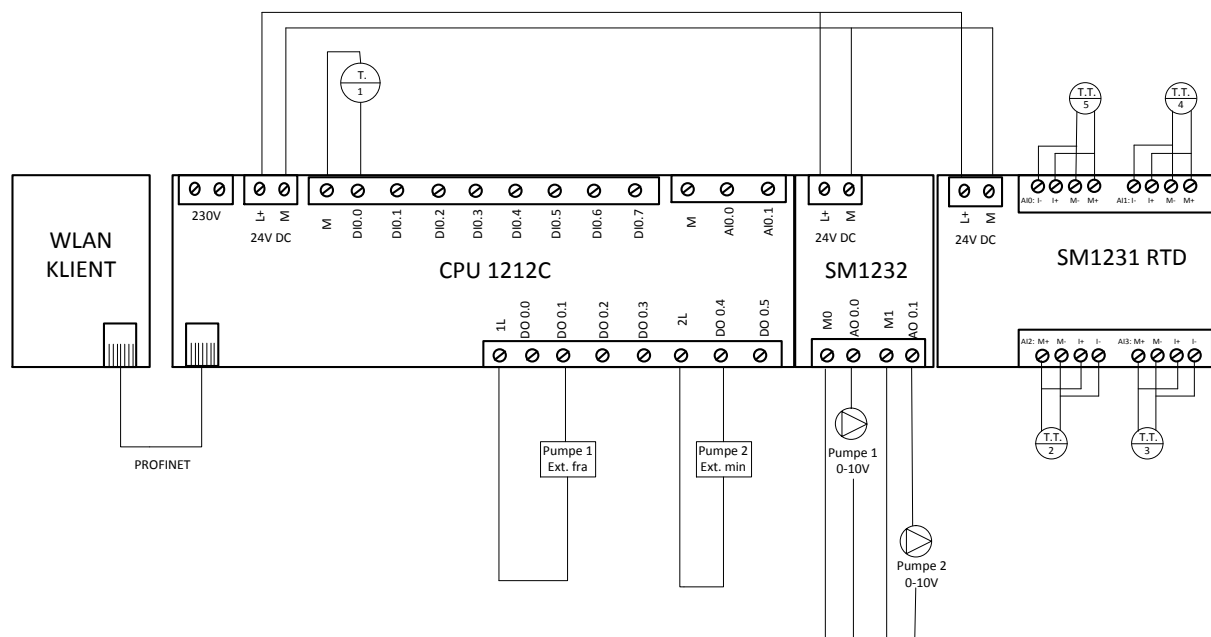 T.
1
T.T.
5
T.T.
4
230V
L+
M
24V DC
M
DI0.0
DI0.1
DI0.2
DI0.3
DI0.4
DI0.5
DI0.6
DI0.7
M
AI0.0
AI0.1
L+
M
24V DC
L+
M
24V DC
AI0: I- I+ M- M+
AI1: I- I+ M- M+
WLAN
KLIENT
CPU 1212C
SM1232
SM1231 RTD
1L
DO 0.0
DO 0.1
DO 0.2
DO 0.3
2L
DO 0.4
DO 0.5
M0
AO 0.0
M1
AO 0.1
AI2: M+ M- I+ I-
AI3: M+ M- I+ I-
T.T.
2
T.T.
3
PROFINET
Pumpe 1
Ext. fra
Pumpe 2
Ext. min
Pumpe 1
0-10V
Pumpe 2
0-10V